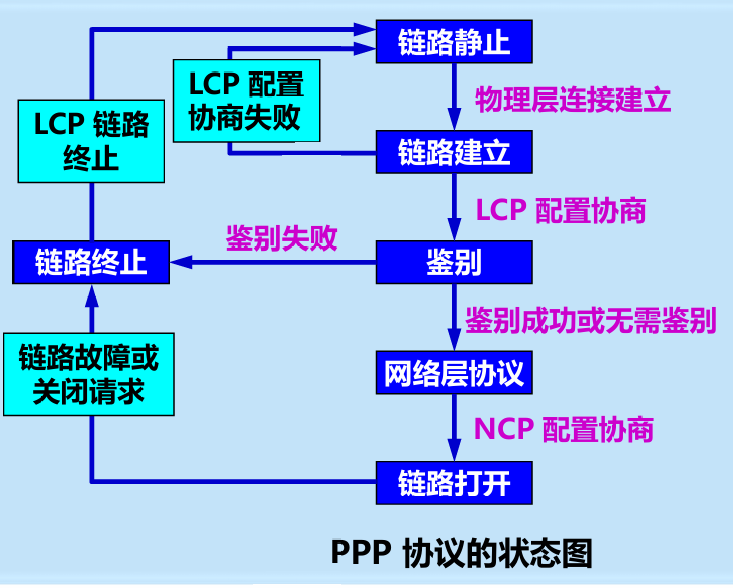 链路静止
LCP 配置
协商失败
物理层连接建立
LCP 链路
终止
链路建立
LCP 配置协商
鉴别失败
链路终止
鉴别
鉴别成功或无需鉴别
链路故障或
关闭请求
网络层协议
NCP 配置协商
链路打开
PPP 协议的状态图